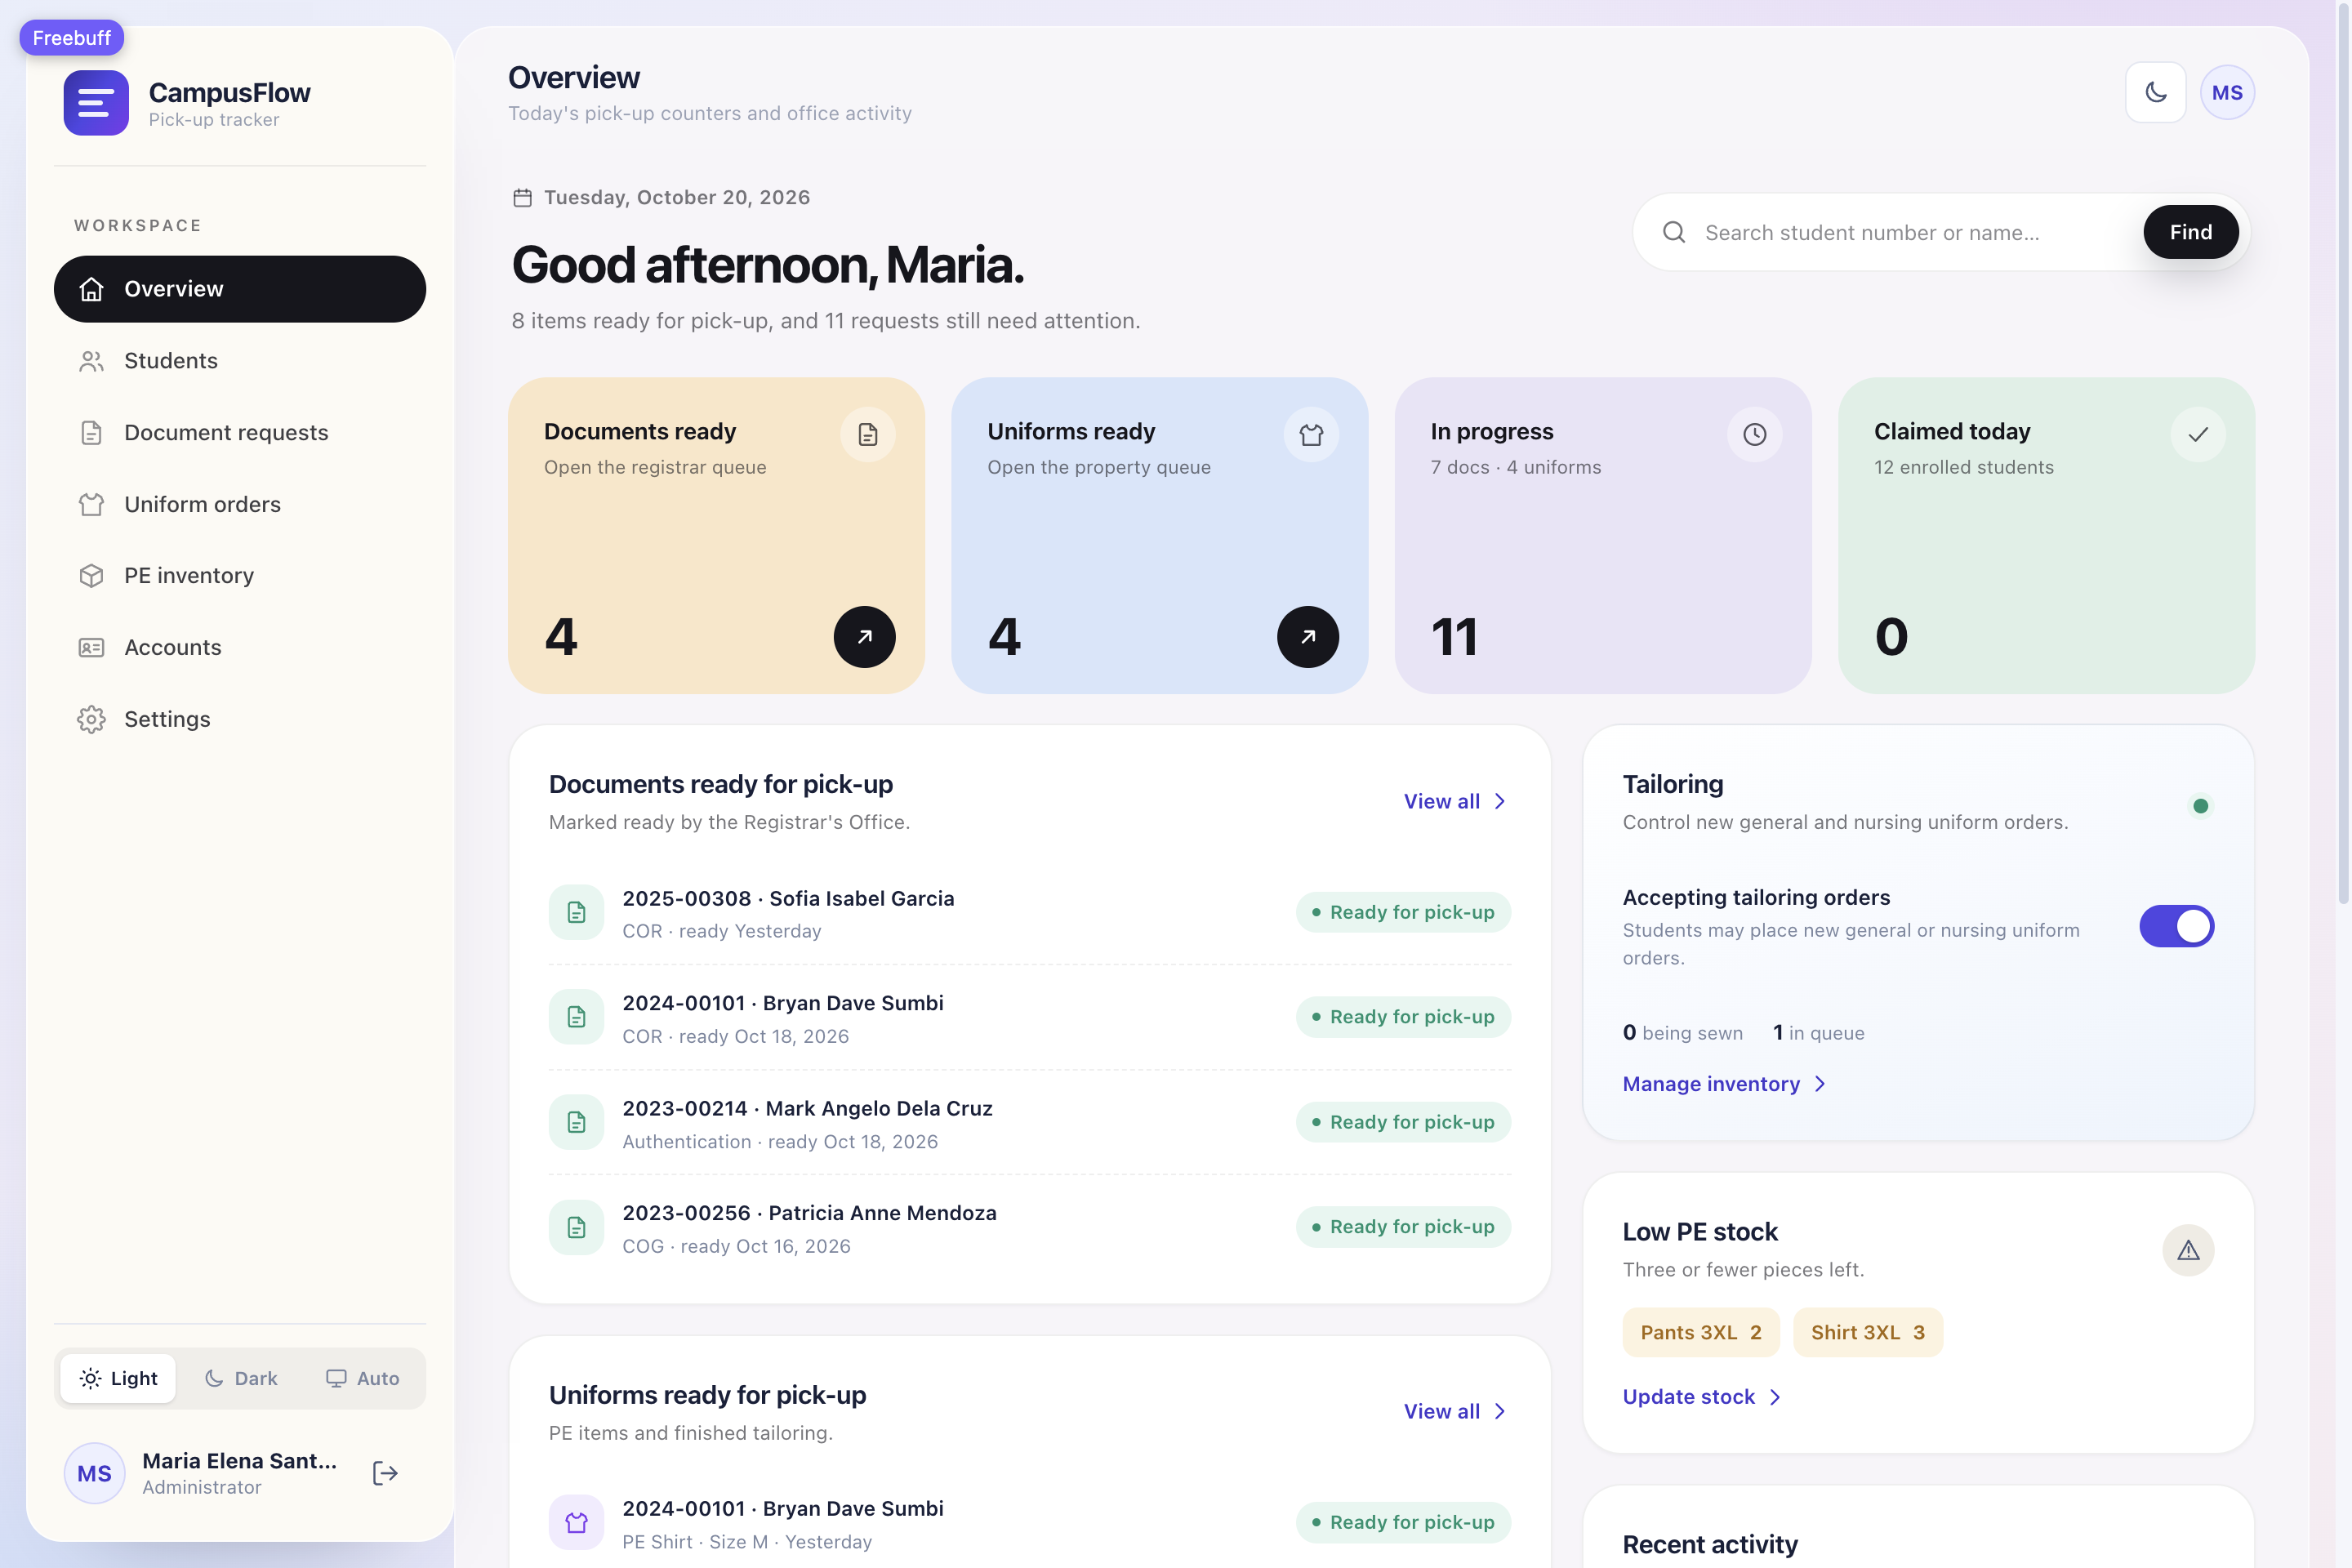 Freebuff
CampusFlow
Pick-up tracker
WORKSPACE
Overview
Students
Document requests
Uniform orders
PE inventory
Accounts
Settings
Light
Dark
Auto
MS
Maria Elena Sant...
Administrator
Overview
Today's pick-up counters and office activity
MS
Tuesday, October 20, 2026
Good afternoon, Maria.
8 items ready for pick-up, and 11 requests still need attention.
Search student number or name...
Find
Documents ready
Open the registrar queue
4
Uniforms ready
Open the property queue
4
In progress
7 docs · 4 uniforms
11
Claimed today
12 enrolled students
0
Documents ready for pick-up
Marked ready by the Registrar's Office.
View all
2025-00308 · Sofia Isabel Garcia
COR · ready Yesterday
Ready for pick-up
2024-00101 · Bryan Dave Sumbi
COR · ready Oct 18, 2026
Ready for pick-up
2023-00214 · Mark Angelo Dela Cruz
Authentication · ready Oct 18, 2026
Ready for pick-up
2023-00256 · Patricia Anne Mendoza
COG · ready Oct 16, 2026
Ready for pick-up
Uniforms ready for pick-up
PE items and finished tailoring.
View all
2024-00101 · Bryan Dave Sumbi
PE Shirt · Size M · Yesterday
Ready for pick-up
Tailoring
Control new general and nursing uniform orders.
Accepting tailoring orders
Students may place new general or nursing uniform
orders.
0 being sewn 1 in queue
Manage inventory
Low PE stock
Three or fewer pieces left.
Pants 3XL 2
Shirt 3XL 3
Update stock
Recent activity